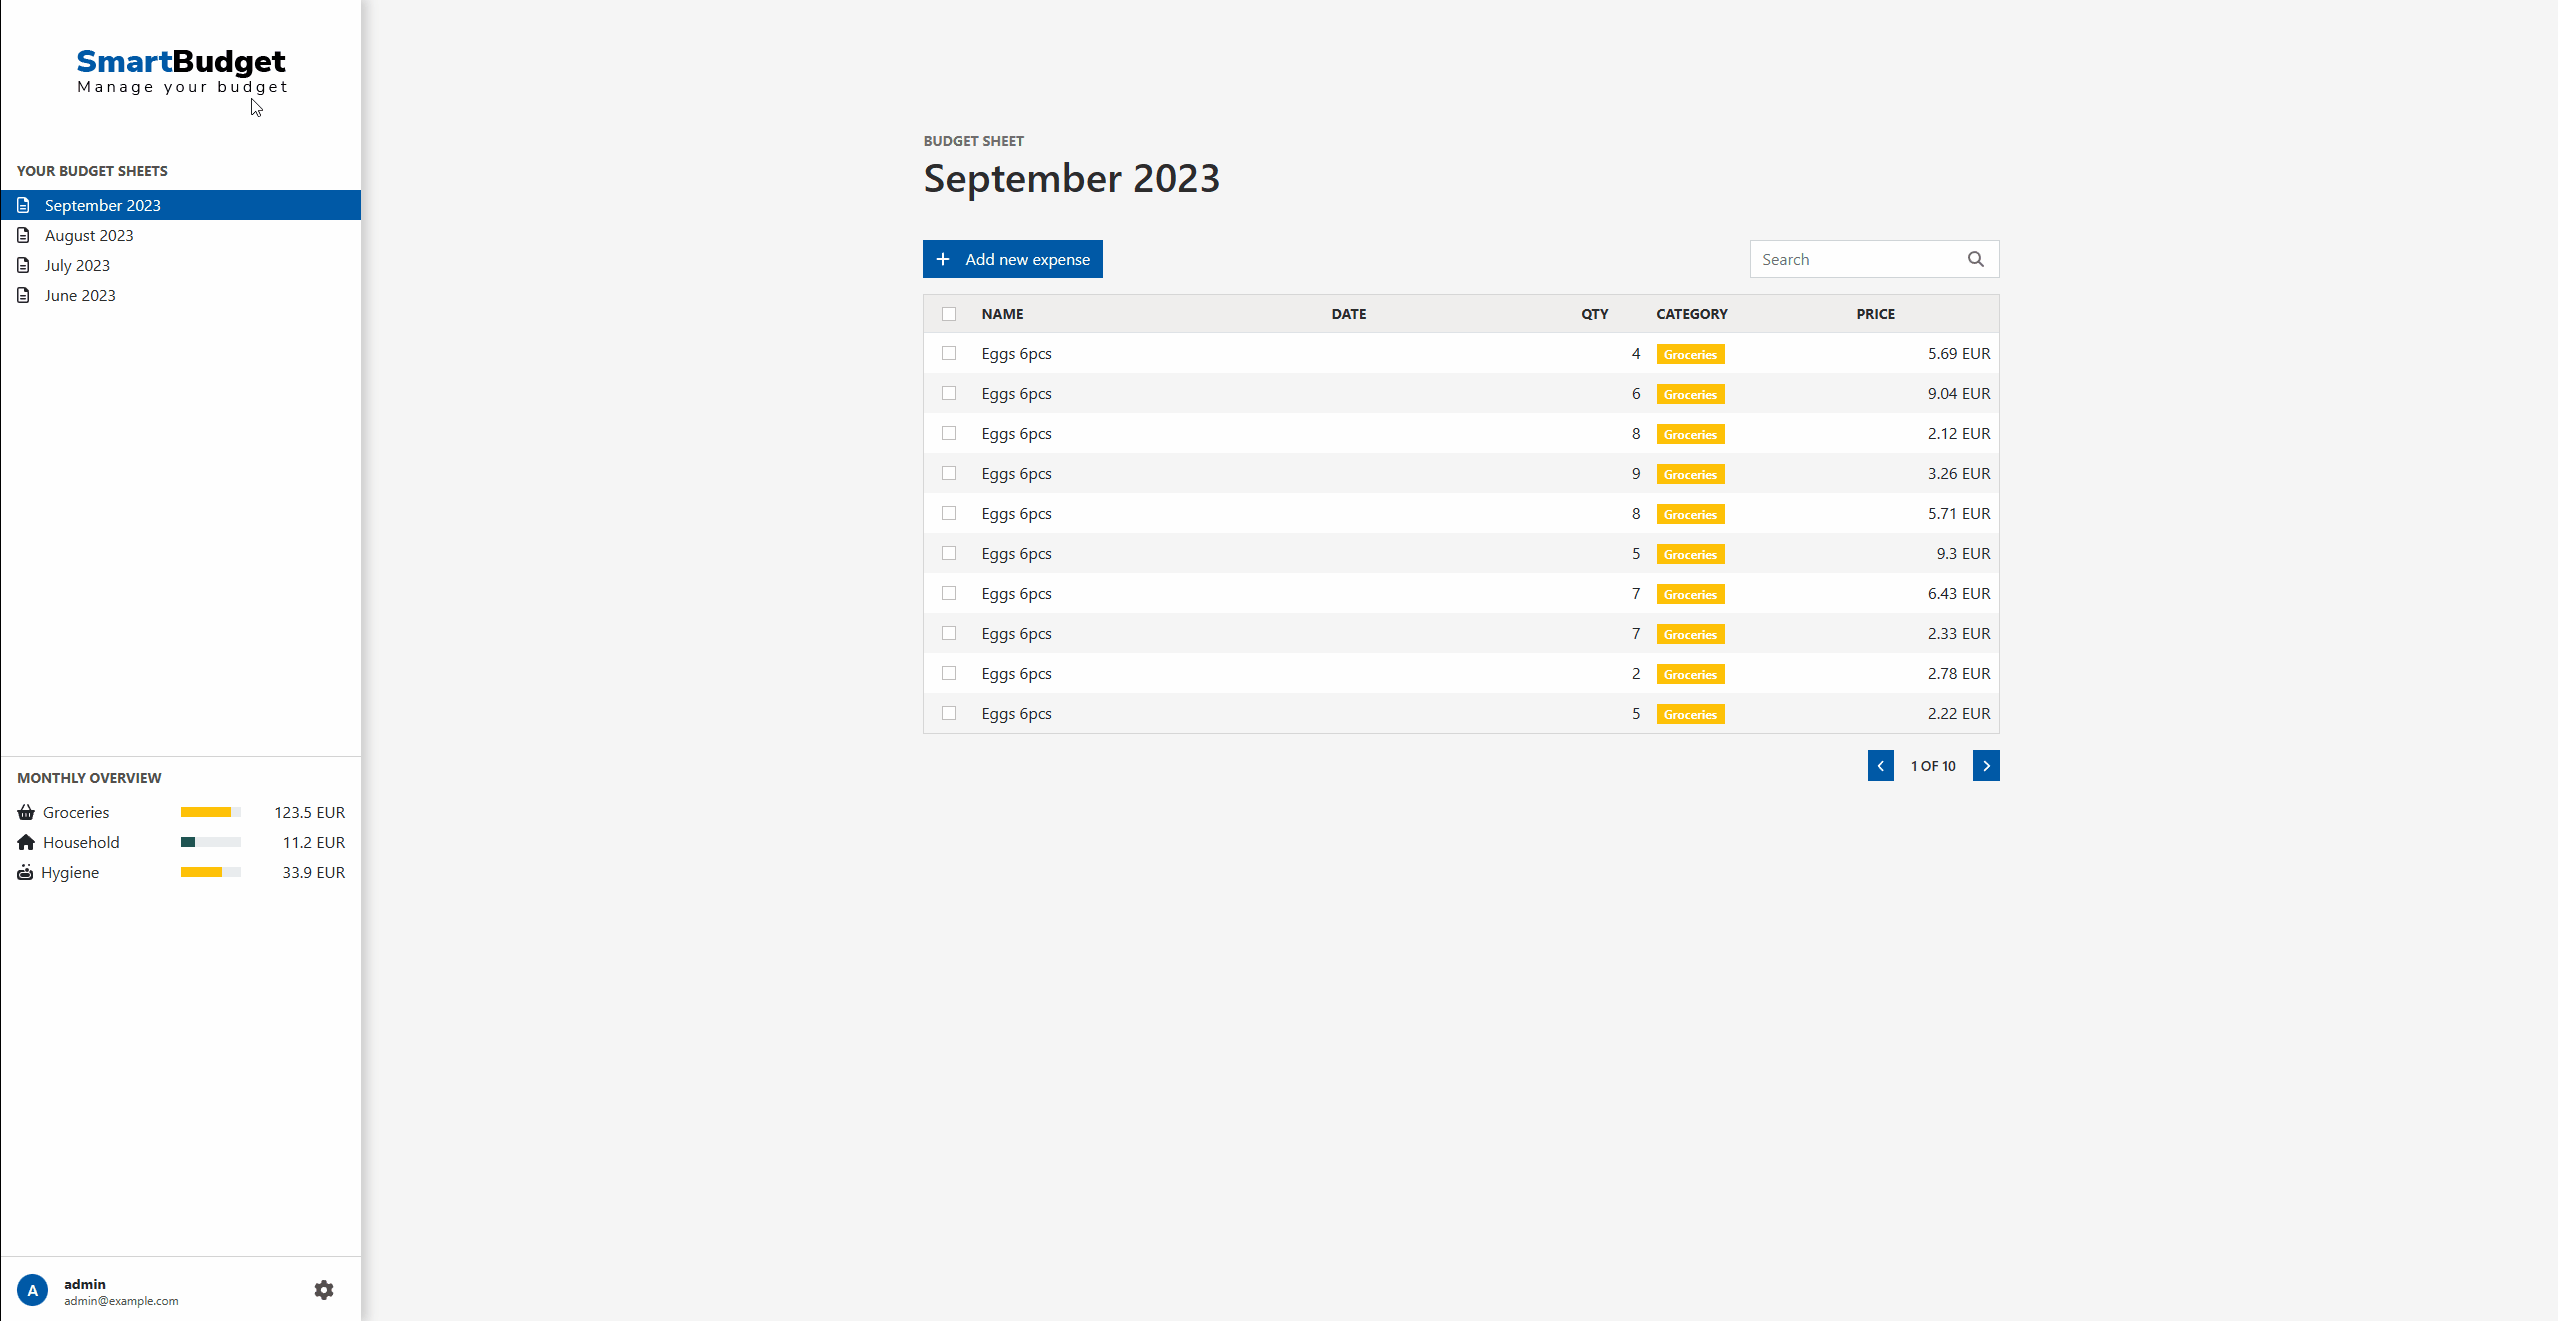 SmartBudget
Manage your budget
YOUR BUDGET SHEETS
September 2023
August 2023
July 2023
June 2023
MONTHLY OVERVIEW
Groceries 123.5 EUR
Household 11.2 EUR
Hygiene 33.9 EUR
A admin
admin@example.com
BUDGET SHEET
September 2023
Add new expense Search
NAME DATE QTY CATEGORY PRICE
Eggs 6pcs 4 Groceries 5.69 EUR
Eggs 6pcs 6 Groceries 9.04 EUR
Eggs 6pcs 8 Groceries 2.12 EUR
Eggs 6pcs 9 Groceries 3.26 EUR
Eggs 6pcs 8 Groceries 5.71 EUR
Eggs 6pcs 5 Groceries 9.3 EUR
Eggs 6pcs 7 Groceries 6.43 EUR
Eggs 6pcs 7 Groceries 2.33 EUR
Eggs 6pcs 2 Groceries 2.78 EUR
Eggs 6pcs 5 Groceries 2.22 EUR
1 OF 10